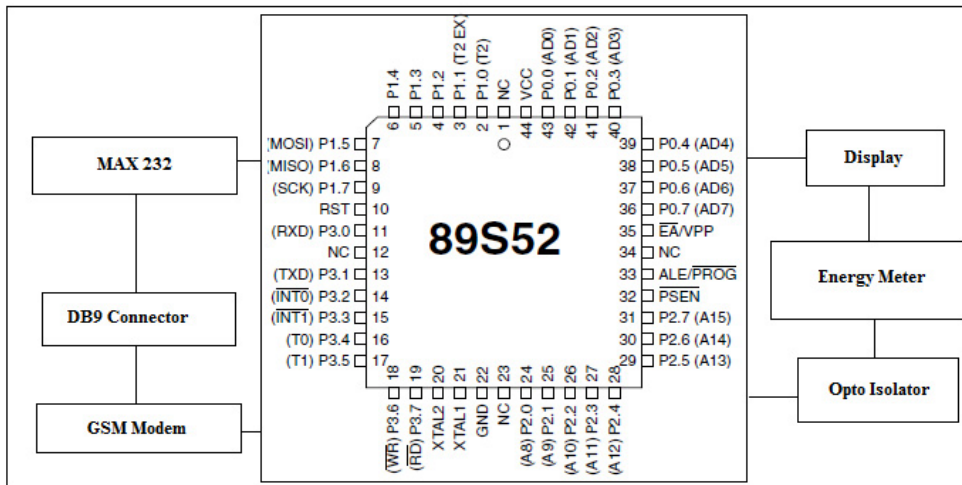 P1.4
P1.3
P1.2
P1.1 (T2 EX)
P1.0 (T2)
NC
VCC
P0.0 (AD0)
P0.1 (AD1)
P0.2 (AD2)
P0.3 (AD3)
6
5
4
3
2
1
44
43
42
41
40
(MOSI) P1.5 7
(MISO) P1.6 8
(SCK) P1.7 9
RST 10
(RXD) P3.0 11
NC 12
(TXD) P3.1 13
(INT0) P3.2 14
(INT1) P3.3 15
(T0) P3.4 16
(T1) P3.5 17
89S52
39 P0.4 (AD4)
38 P0.5 (AD5)
37 P0.6 (AD6)
36 P0.7 (AD7)
35 EA/VPP
34 NC
33 ALE/PROG
32 PSEN
31 P2.7 (A15)
30 P2.6 (A14)
29 P2.5 (A13)
18
19
20
21
22
23
24
25
26
27
28
(WR) P3.6
(RD) P3.7
XTAL2
XTAL1
GND
NC
(A8) P2.0
(A9) P2.1
(A10) P2.2
(A11) P2.3
(A12) P2.4
MAX 232
DB9 Connector
GSM Modem
Display
Energy Meter
Opto Isolator